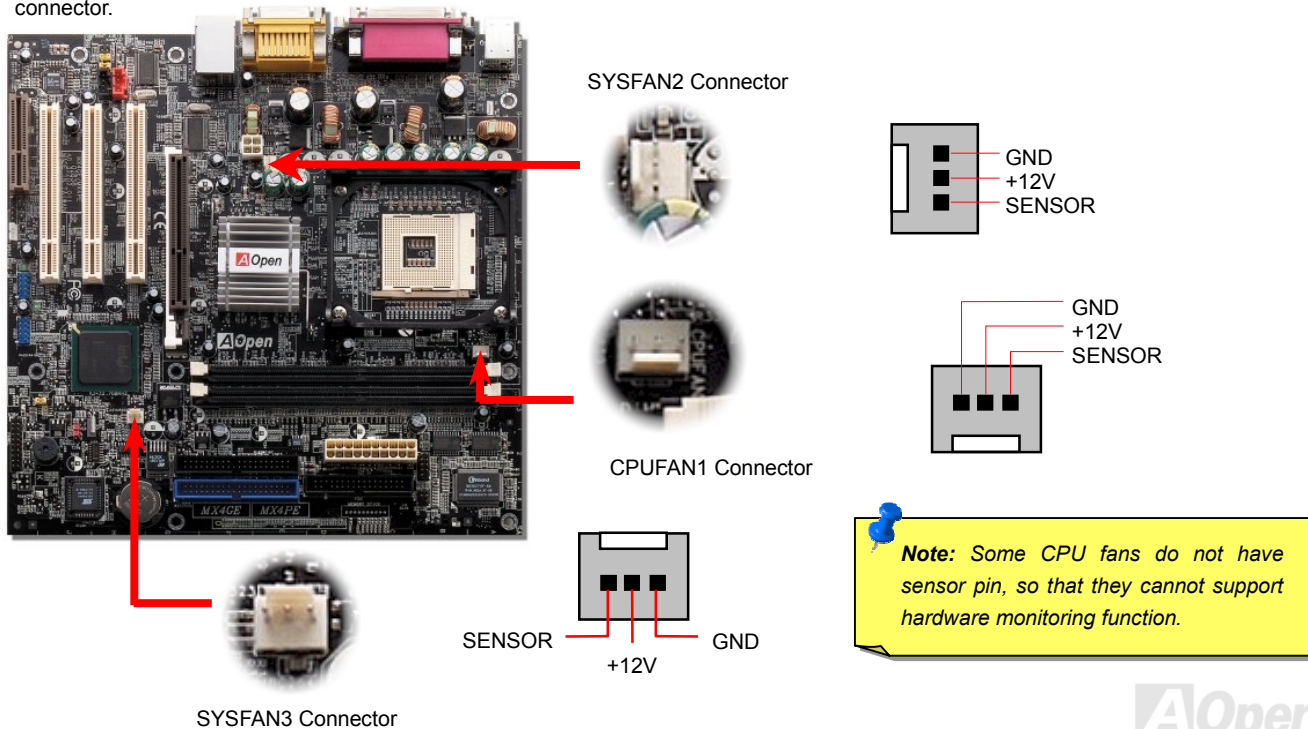 connector.
SYSFAN2 Connector
GND
+12V
SENSOR
AOpen
AOpen
CPUFAN
GND
+12V
SENSOR
CPUFAN1 Connector
MX4GE MX4PE
Note: Some CPU fans do not have
sensor pin, so that they cannot support
hardware monitoring function.
SENSOR
+12V
GND
SYSFAN3 Connector
AOpen